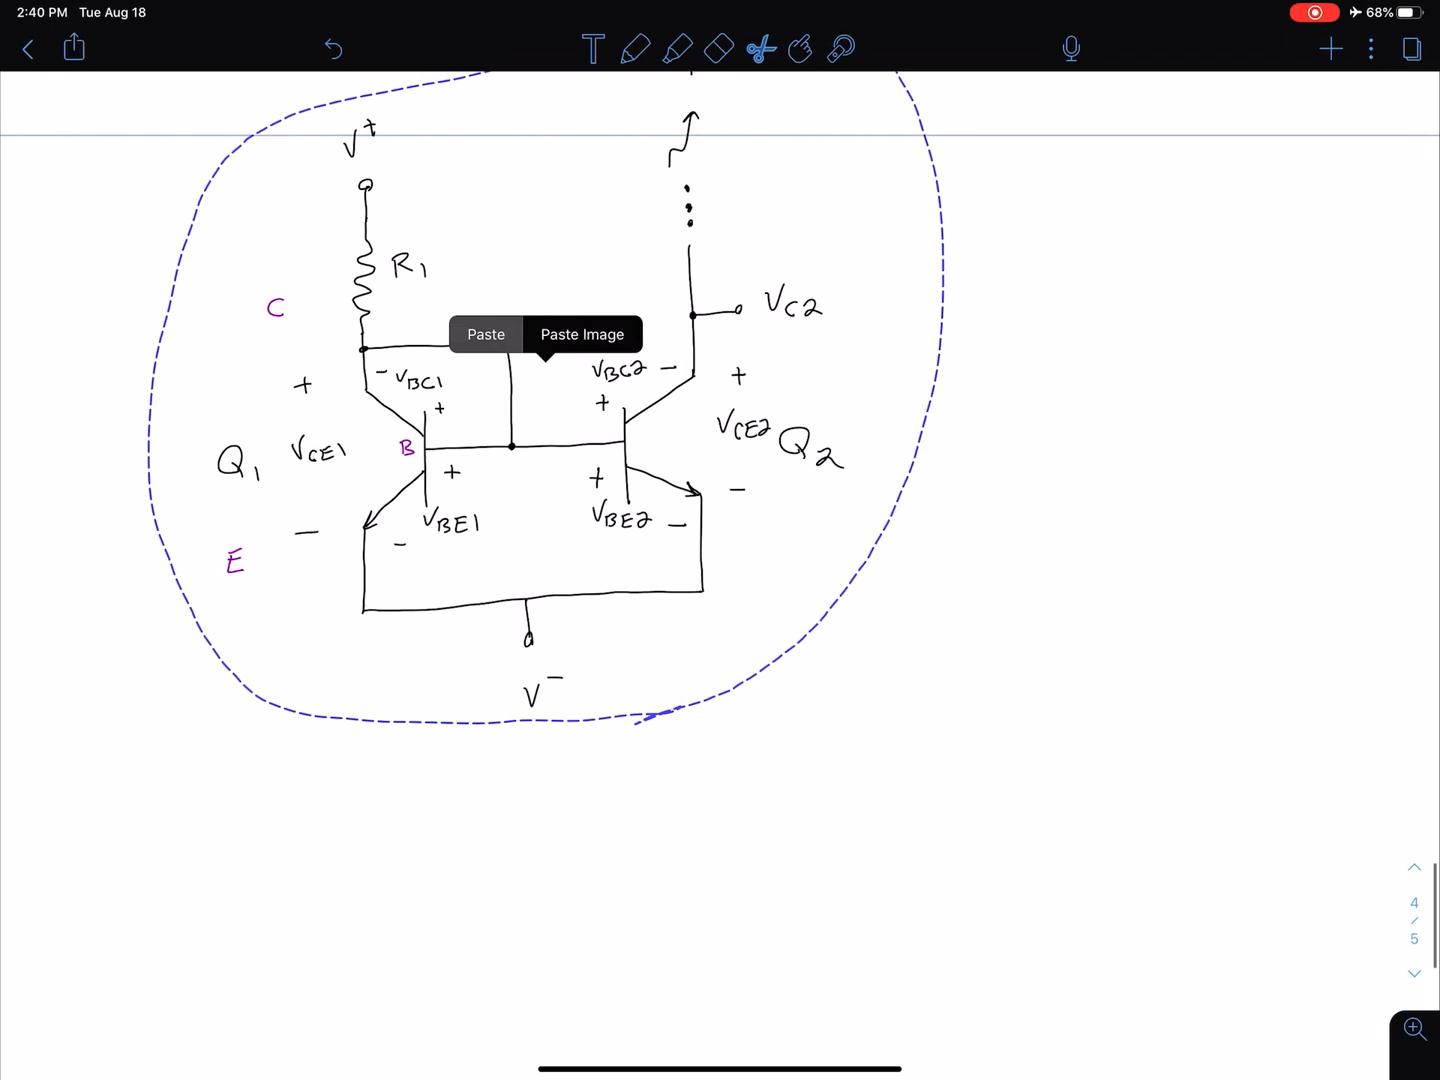 2:40 PM Tue Aug 18
68%
T
V+
R1
C
VC2
Paste
Paste Image
- VBC1
VBC2 -
+
+
+
+
VCE2
Q2
Q1
VCE1
B
+
+
-
VBE1
VBE2 -
-
-
E
V-
4
/
5